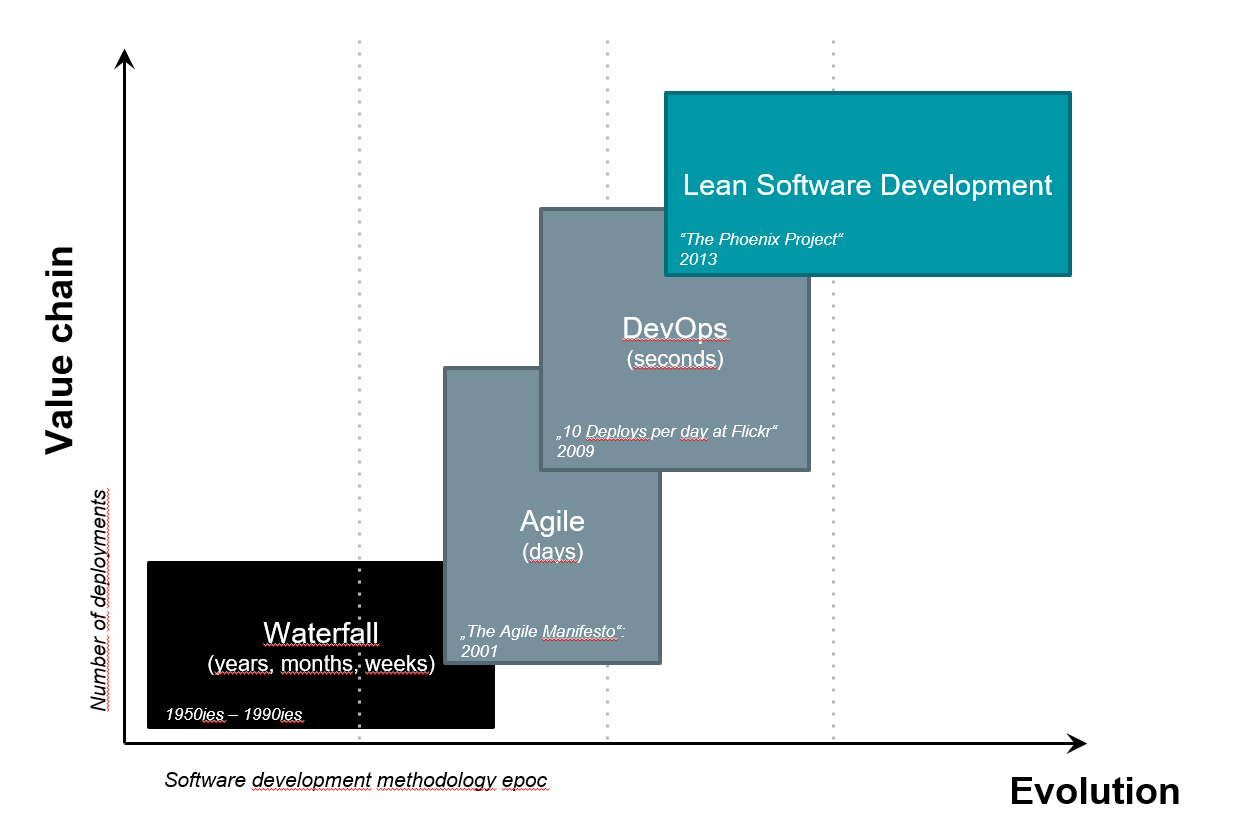 Value chain
Number of deployments
Lean Software Development
“The Phoenix Project“
2013
DevOps
(seconds)
„10 Deploys per day at Flickr“
2009
Agile
(days)
„The Agile Manifesto“:
2001
Waterfall
(years, months, weeks)
1950ies – 1990ies
Software development methodology epoc
Evolution